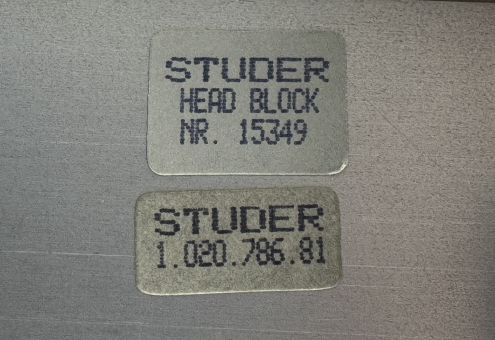 STUDER
HEAD BLOCK
NR. 15349
STUDER
1.020.786.81